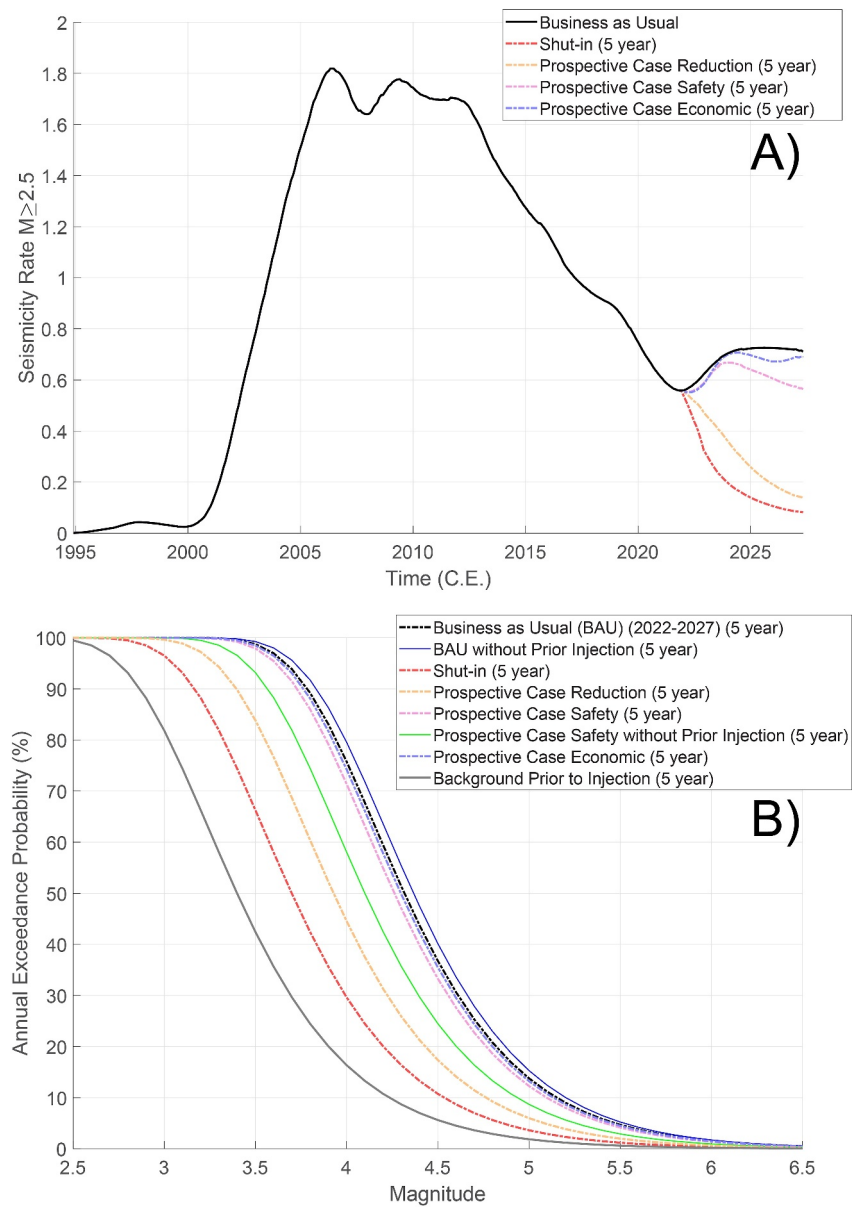 2
1.8
1.6
1.4
1.2
1
0.8
0.6
0.4
0.2
0
Seismicity Rate M≥2.5
Business as Usual
Shut-in (5 year)
Prospective Case Reduction (5 year)
Prospective Case Safety (5 year)
Prospective Case Economic (5 year)
A)
1995 2000 2005 2010 2015 2020 2025
Time (C.E.)
100
90
80
70
60
50
40
30
20
10
0
Annual Exceedance Probability (%)
Business as Usual (BAU) (2022-2027) (5 year)
BAU without Prior Injection (5 year)
Shut-in (5 year)
Prospective Case Reduction (5 year)
Prospective Case Safety (5 year)
Prospective Case Safety without Prior Injection (5 year)
Prospective Case Economic (5 year)
Background Prior to Injection (5 year)
B)
2.5 3 3.5 4 4.5 5 5.5 6 6.5
Magnitude